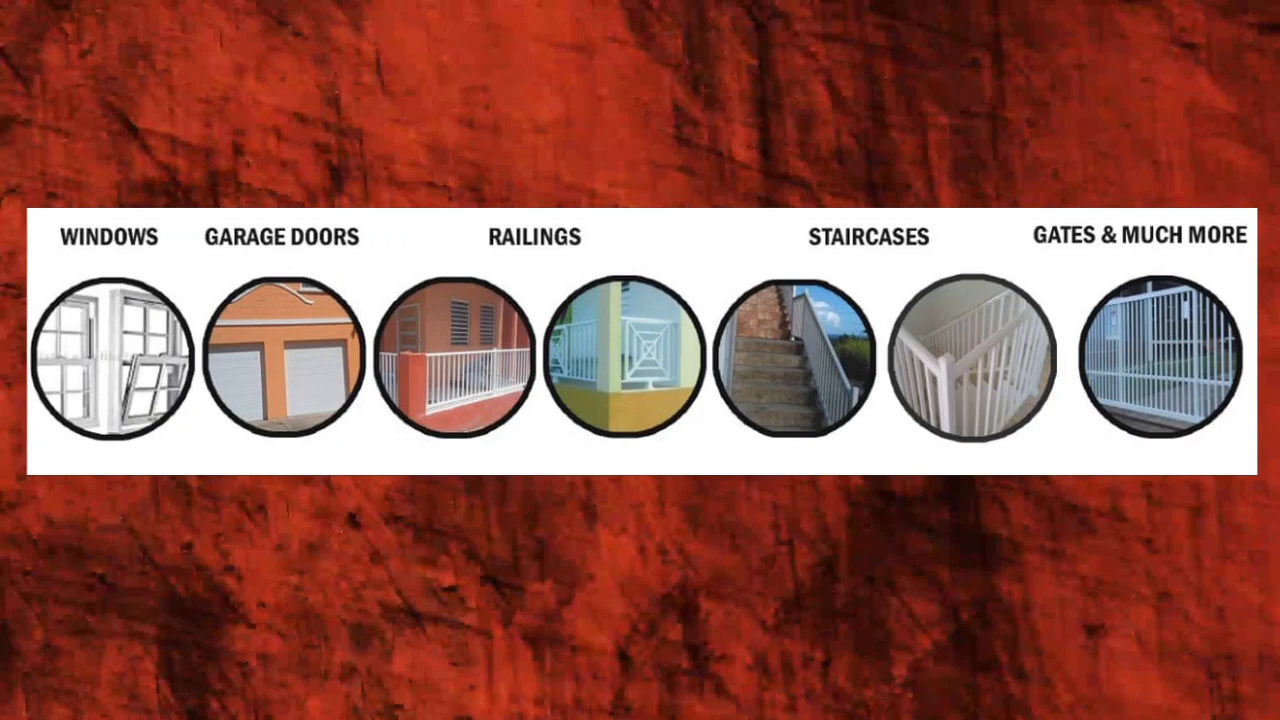 WINDOWS
GARAGE DOORS
RAILINGS
STAIRCASES
GATES & MUCH MORE